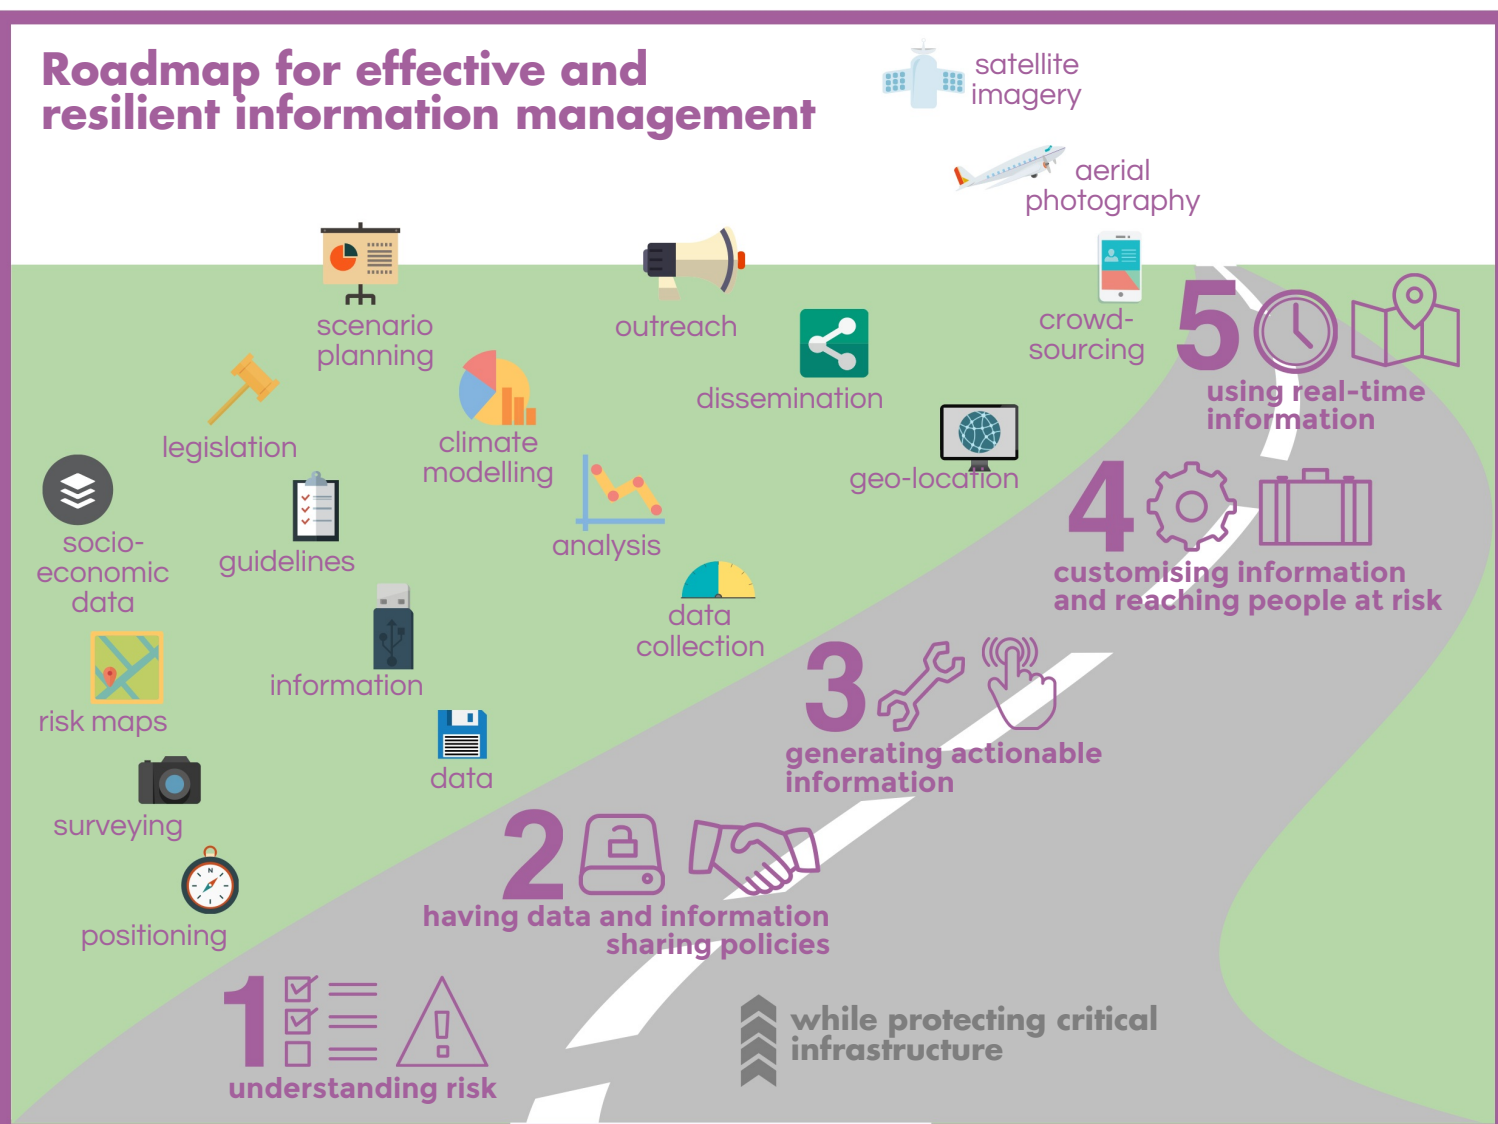 Roadmap for effective and
resilient information management
satellite
imagery
aerial
photography
scenario
planning
outreach
crowd-
sourcing
5
using real-time
information
dissemination
legislation
climate
modelling
geo-location
4
customising information
and reaching people at risk
socio-
economic
data
guidelines
analysis
data
collection
information
3
generating actionable
information
risk maps
data
surveying
2
having data and information
sharing policies
N
positioning
1
understanding risk
while protecting critical
infrastructure